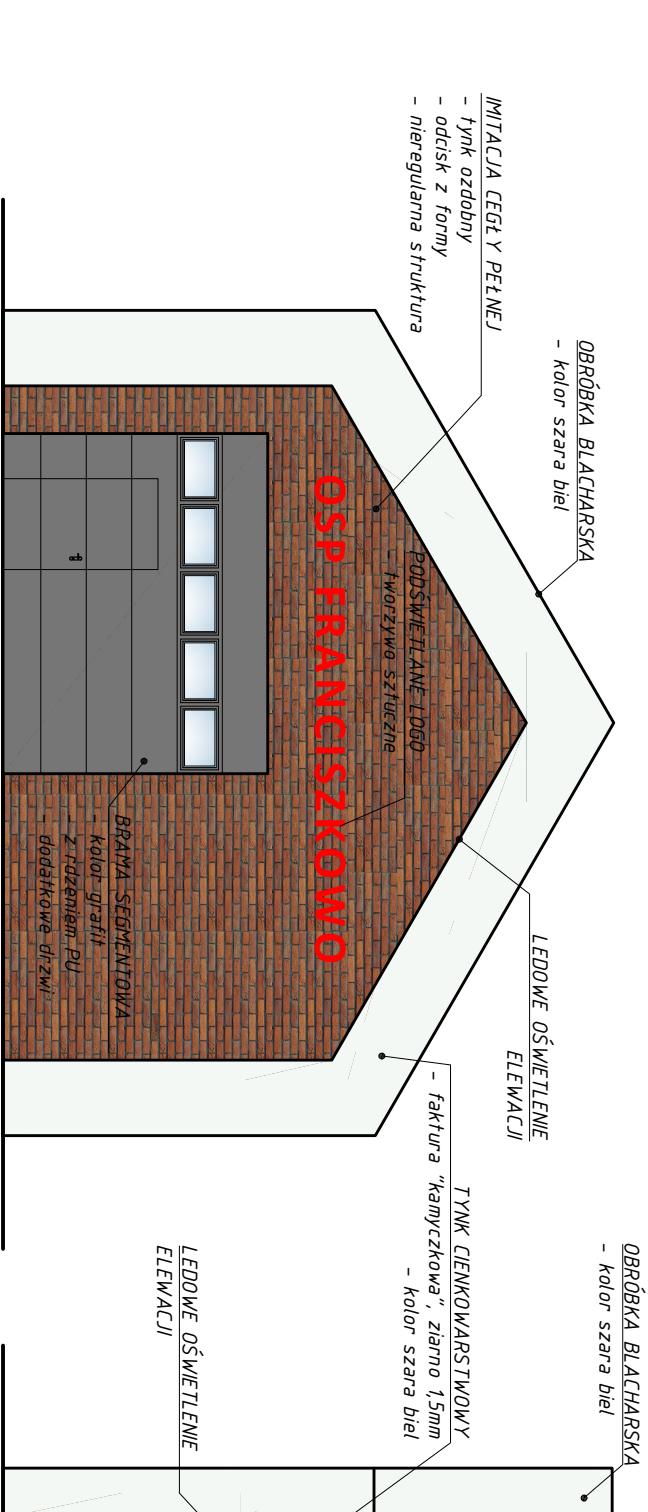 IMITACJA CEGŁY PEŁNEJ
- tynk ozdobny
- odcisk z formy
- nieregularna struktura
OBRÓBKA BLACHARSKA
- kolor szara biel
PODŚWIETLANE LOGO
- tworzywo sztuczne
OSP FRANCISZKOWO
BRAMA SEGMENTOWA
- kolor grafit
- z rdzeniem PU
- dodatkowe drzwi
LEDOWE OŚWIETLENIE
ELEWACJI
TYNK CIENKOWARSTWOWY
- faktura "kamyczkowa", ziarno 1,5mm
- kolor szara biel
OBRÓBKA BLACHARSKA
- kolor szara biel
LEDOWE OŚWIETLENIE
ELEWACJI